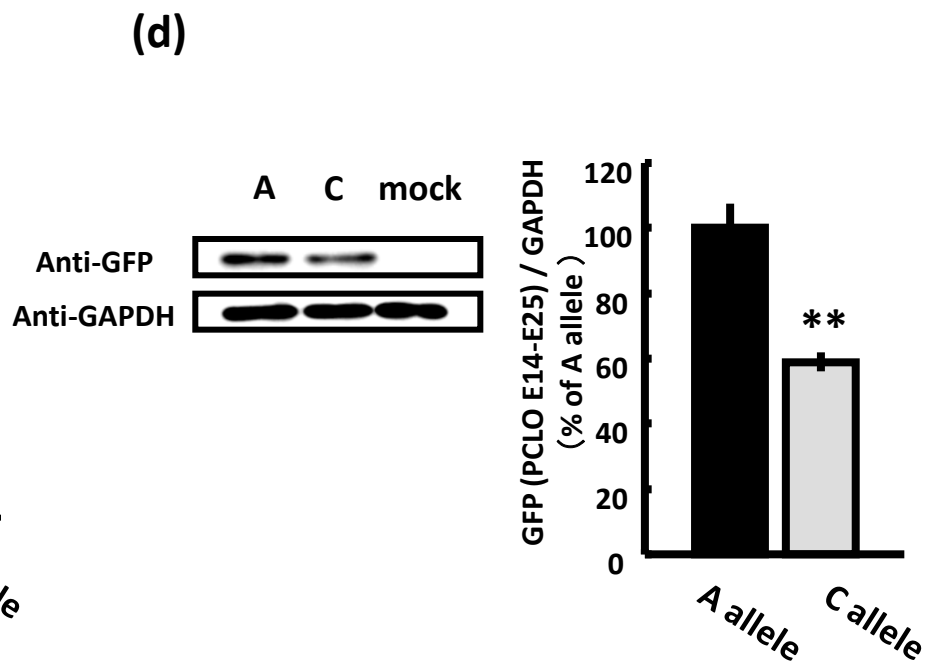 (d)
A C mock
Anti-GFP
Anti-GAPDH
GFP (PCLO E14-E25) / GAPDH
(% of A allele)
120
100
80
60
40
20
0
**
A allele
C allele